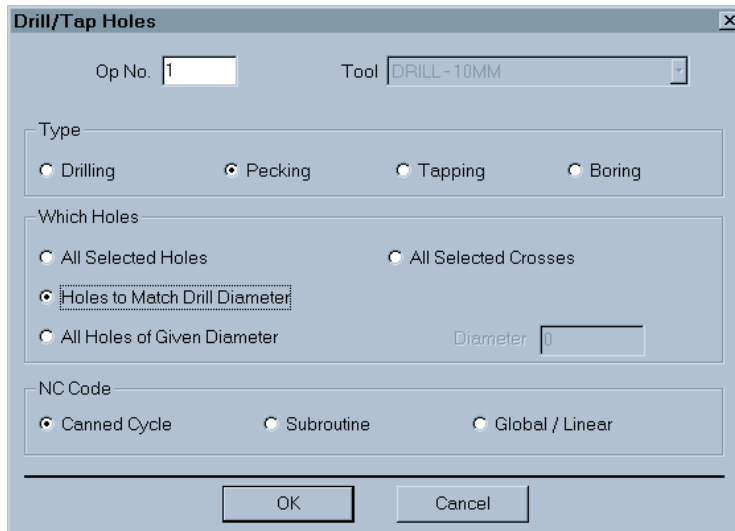 Drill/Tap Holes
Op No. 1 Tool DRILL - 10MM
Type
Drilling Pecking Tapping Boring
Which Holes
All Selected Holes All Selected Crosses
Holes to Match Drill Diameter
All Holes of Given Diameter Diameter 0
NC Code
Canned Cycle Subroutine Global / Linear
OK Cancel